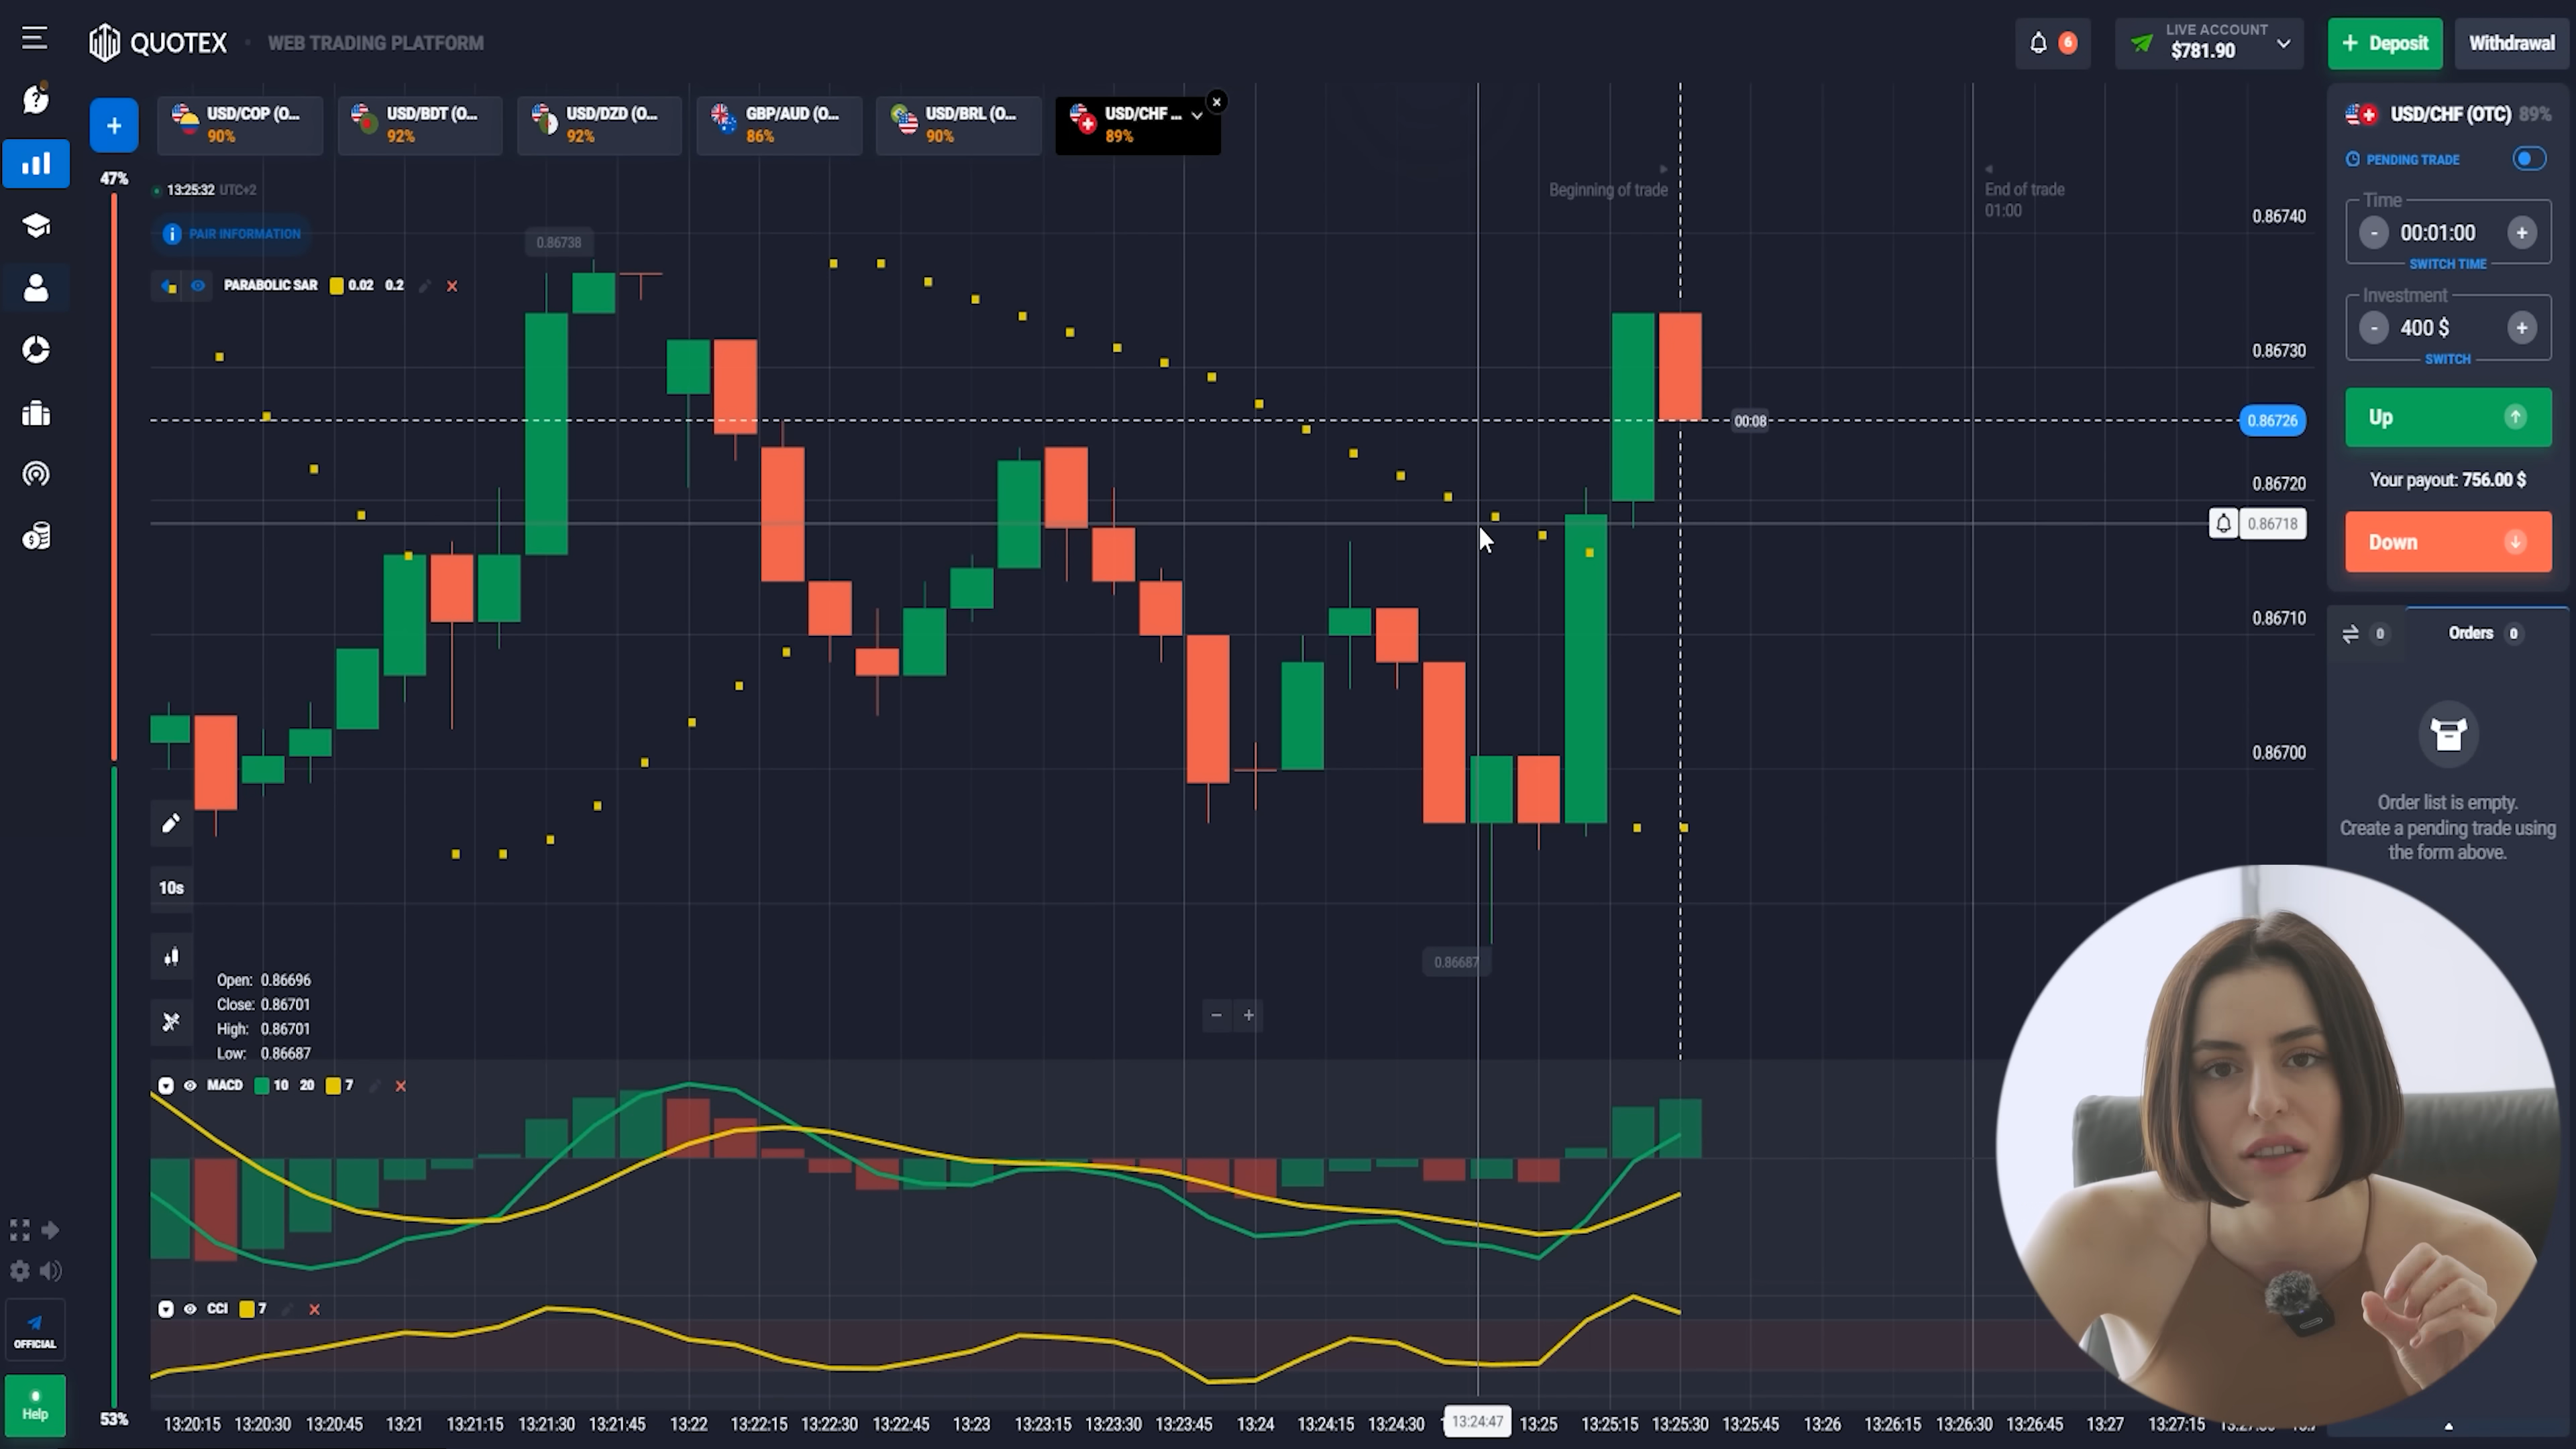 QUOTEX
WEB TRADING PLATFORM
6
LIVE ACCOUNT
$781.90
+ Deposit
Withdrawal
+
USD/COP (O...
90%
USD/BDT (O...
92%
USD/DZD (O...
92%
GBP/AUD (O...
86%
USD/BRL (O...
90%
USD/CHF ...
89%
47%
13:25:32 UTC+2
PAIR INFORMATION
PARABOLIC SAR 0.02 0.2
0.86738
Beginning of trade
End of trade
01:00
0.86740
0.86730
00:08
0.86726
0.86720
0.86718
0.86710
0.86700
0.86687
USD/CHF (OTC) 89%
PENDING TRADE
Time
- 00:01:00 +
SWITCH TIME
Investment
- 400 $ +
SWITCH
Up
Your payout: 756.00 $
Down
0
Orders 0
Order list is empty.
Create a pending trade using
the form above.
10s
Open: 0.86696
Close: 0.86701
High: 0.86701
Low: 0.86687
- +
MACD 10 20 7
CCI 7
OFFICIAL
Help
53%
13:20:15 13:20:30 13:20:45 13:21 13:21:15 13:21:30 13:21:45 13:22 13:22:15 13:22:30 13:22:45 13:23 13:23:15 13:23:30 13:23:45 13:24 13:24:15 13:24:30 13:24:47 13:25 13:25:15 13:25:30 13:25:45 13:26 13:26:15 13:26:30 13:26:45 13:27 13:27:15